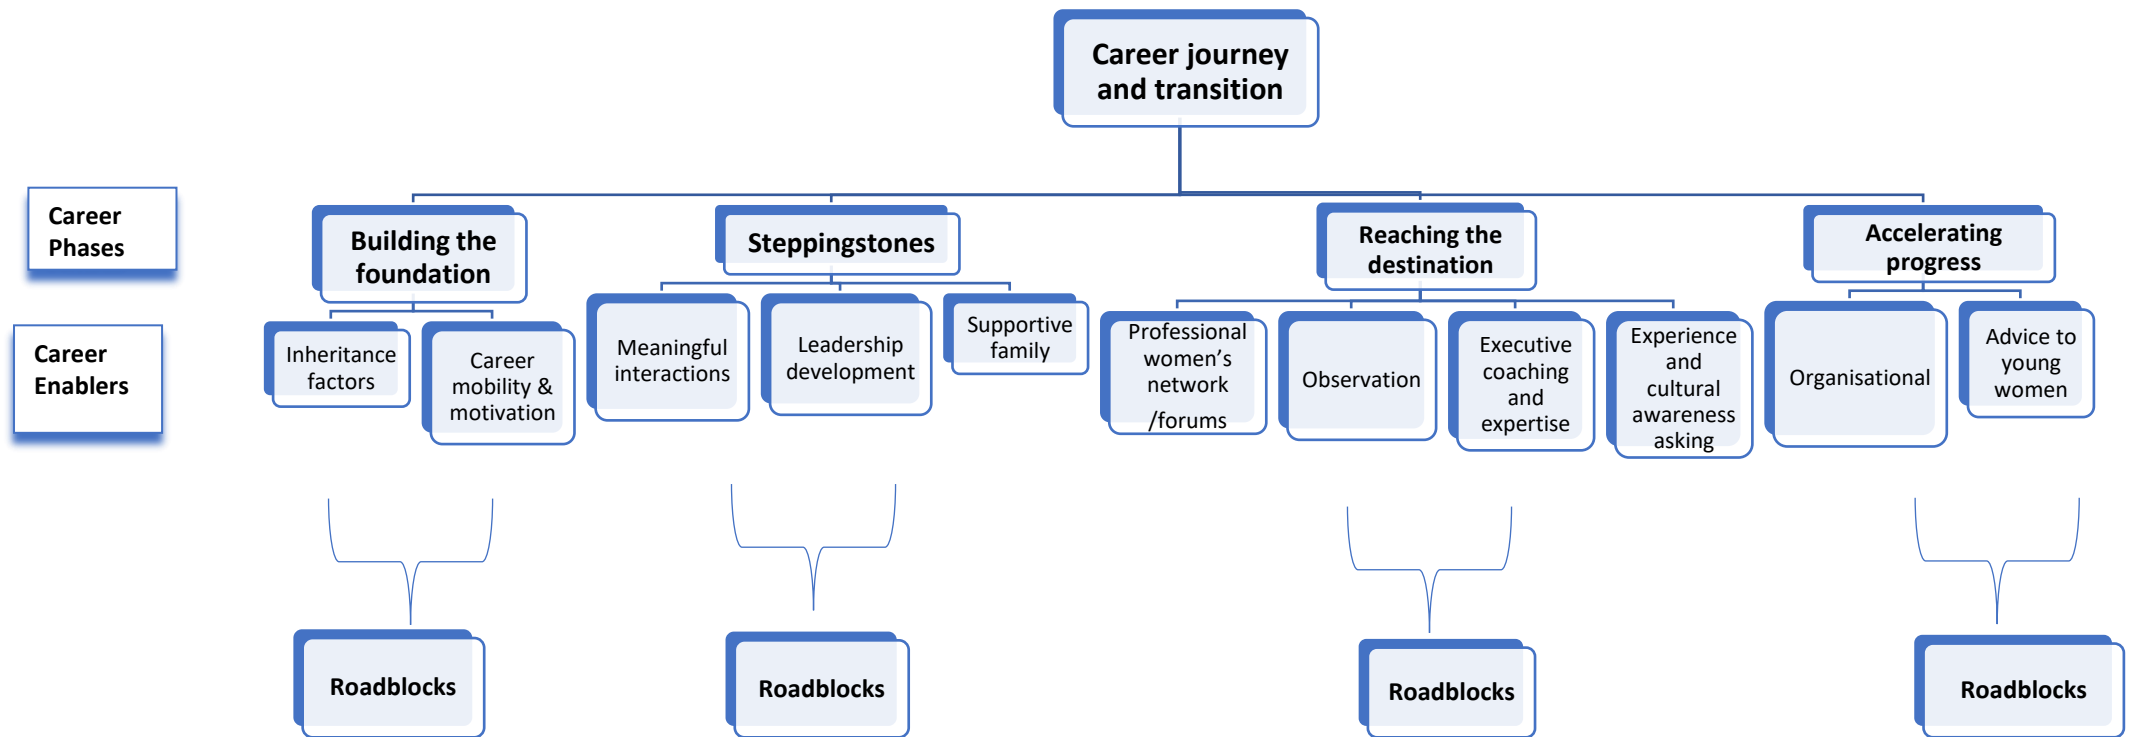 Career journey
and transition
Career
Phases
Building the
foundation
Steppingstones
Reaching the
destination
Accelerating
progress
Career
Enablers
Inheritance
factors
Career
mobility &
motivation
Meaningful
interactions
Leadership
development
Supportive
family
Professional
women’s
network
/forums
Observation
Executive
coaching
and
expertise
Experience
and
cultural
awareness
asking
Organisational
Advice to
young
women
Roadblocks
Roadblocks
Roadblocks
Roadblocks